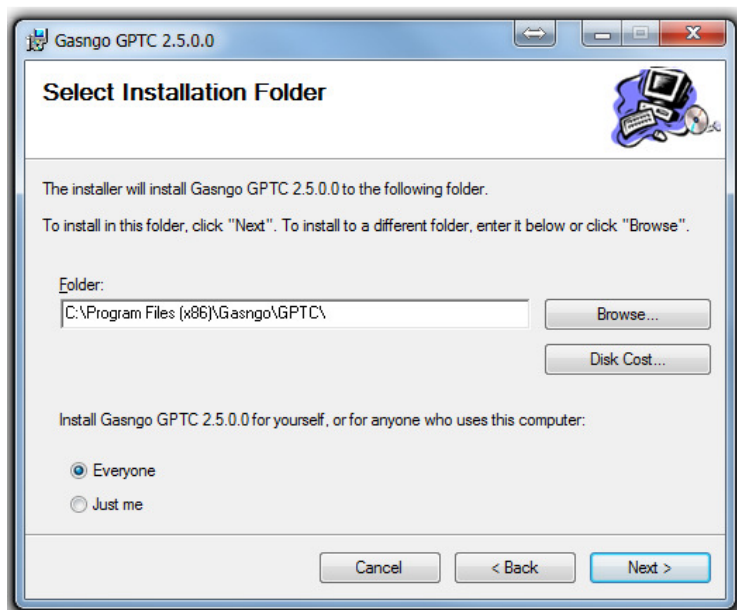 Gasngo GPTC 2.5.0.0
Select Installation Folder
The installer will install Gasngo GPTC 2.5.0.0 to the following folder.
To install in this folder, click "Next". To install to a different folder, enter it below or click "Browse".
Folder:
C:\Program Files (x86)\Gasngo\GPTC\
Browse...
Disk Cost...
Install Gasngo GPTC 2.5.0.0 for yourself, or for anyone who uses this computer:
Everyone
Just me
Cancel
< Back
Next >